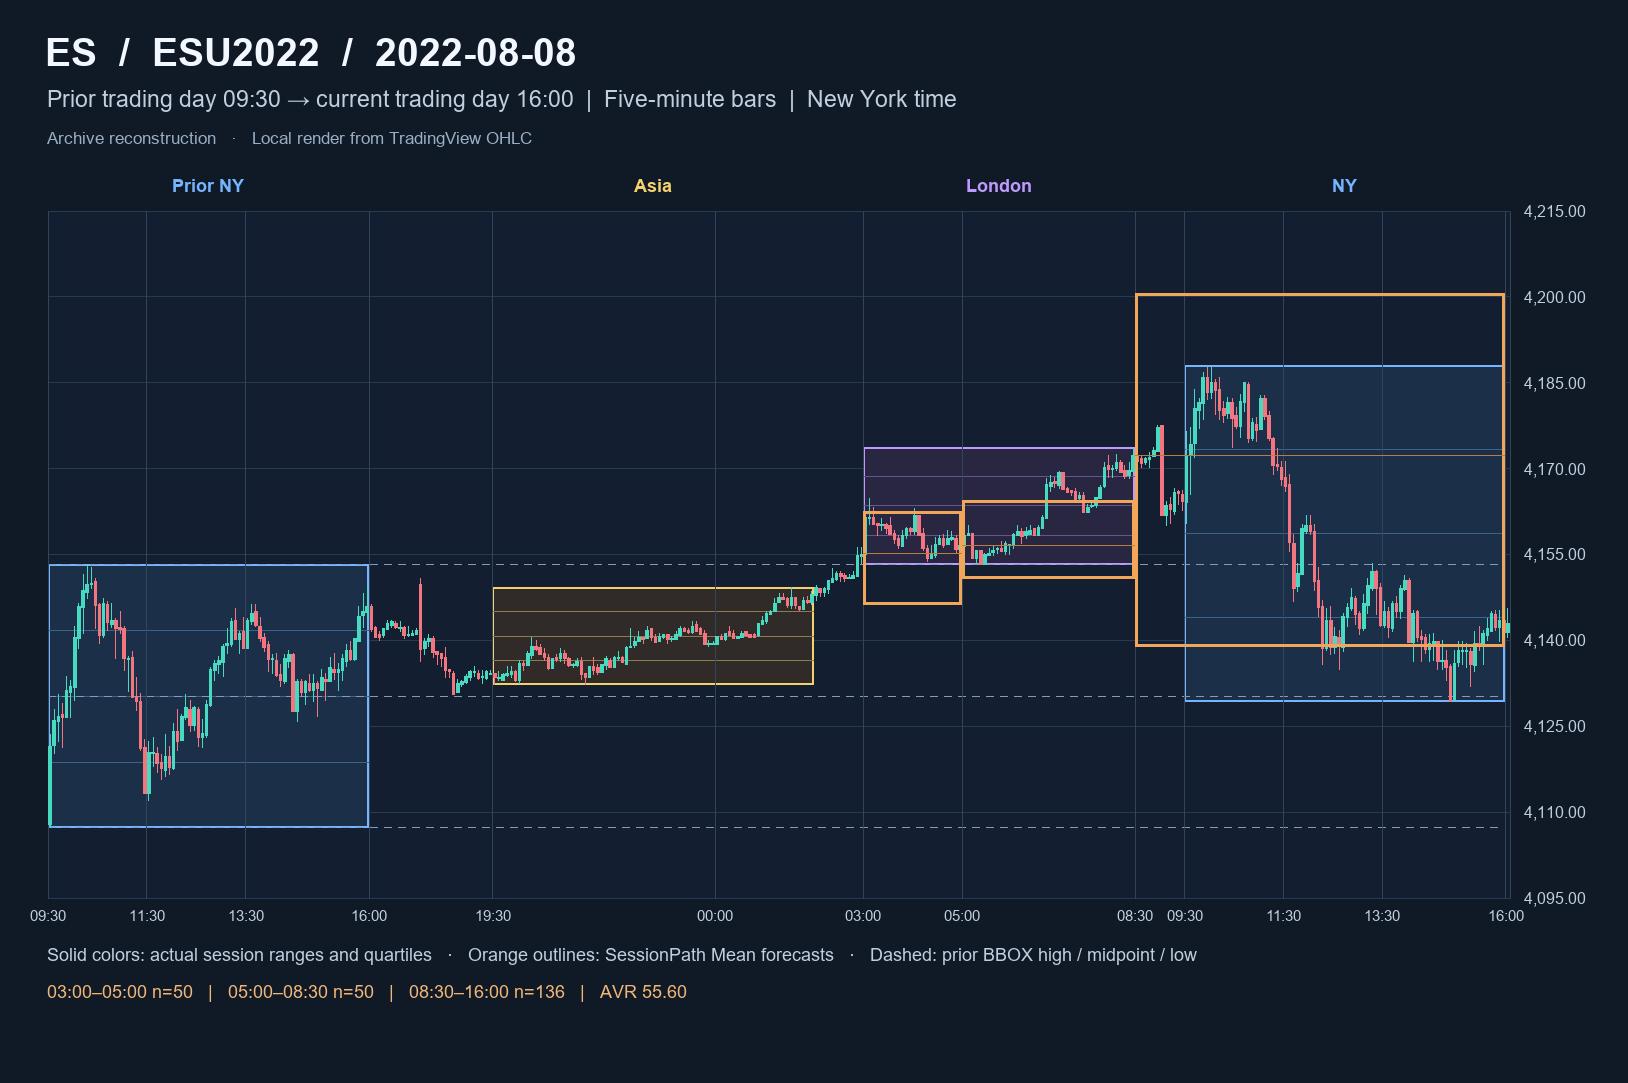 ES / ESU2022 / 2022-08-08
Prior trading day 09:30 → current trading day 16:00 | Five-minute bars | New York time
Archive reconstruction · Local render from TradingView OHLC
Prior NY Asia London NY
4,215.00
4,200.00
4,185.00
4,170.00
4,155.00
4,140.00
4,125.00
4,110.00
4,095.00
09:30 11:30 13:30 16:00 19:30 00:00 03:00 05:00 08:30 09:30 11:30 13:30 16:00
Solid colors: actual session ranges and quartiles · Orange outlines: SessionPath Mean forecasts · Dashed: prior BBOX high / midpoint / low
03:00–05:00 n=50 | 05:00–08:30 n=50 | 08:30–16:00 n=136 | AVR 55.60